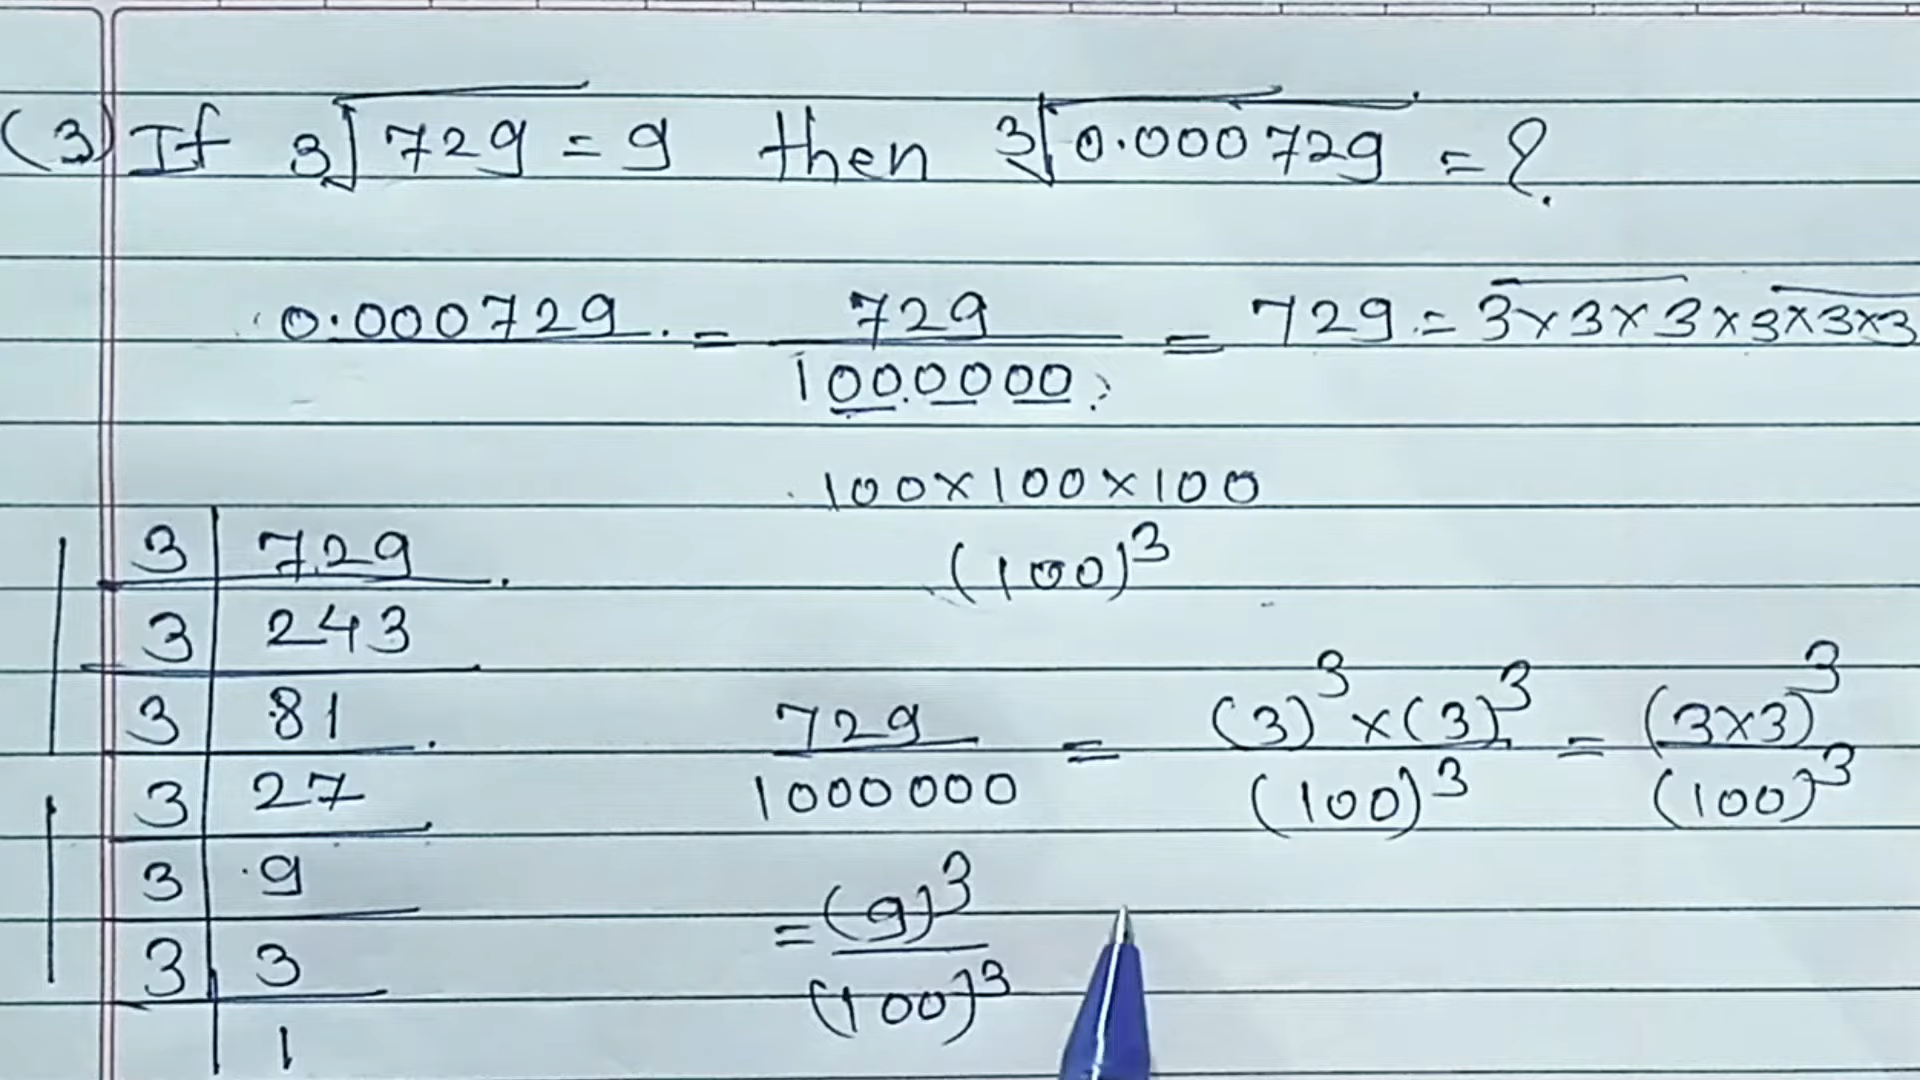 (3) If ∛729 = 9 then ∛0.000729 = ?
0.000729 = 729/1000000 = 729 = 3×3×3×3×3×3
100×100×100
(100)³
3 | 729
3 | 243
3 | 81
3 | 27
3 | 9
3 | 3
1
729/1000000 = (3)³×(3)³/(100)³ = (3×3)³/(100)³
= (9)³/(100)³